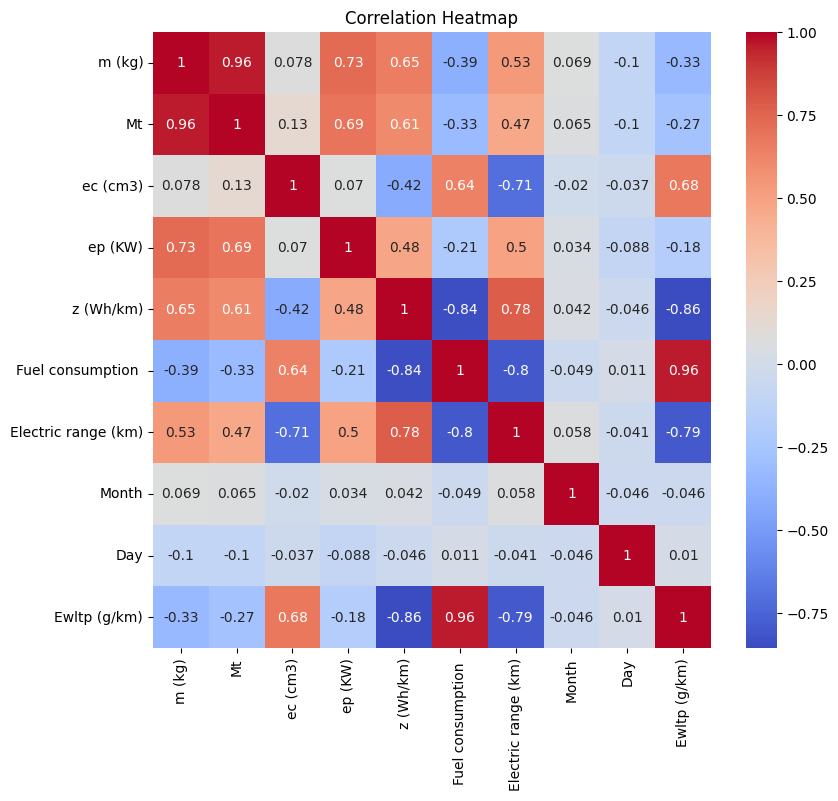 Correlation Heatmap
m (kg) 1 0.96 0.078 0.73 0.65 -0.39 0.53 0.069 -0.1 -0.33
Mt 0.96 1 0.13 0.69 0.61 -0.33 0.47 0.065 -0.1 -0.27
ec (cm3) 0.078 0.13 1 0.07 -0.42 0.64 -0.71 -0.02 -0.037 0.68
ep (KW) 0.73 0.69 0.07 1 0.48 -0.21 0.5 0.034 -0.088 -0.18
z (Wh/km) 0.65 0.61 -0.42 0.48 1 -0.84 0.78 0.042 -0.046 -0.86
Fuel consumption -0.39 -0.33 0.64 -0.21 -0.84 1 -0.8 -0.049 0.011 0.96
Electric range (km) 0.53 0.47 -0.71 0.5 0.78 -0.8 1 0.058 -0.041 -0.79
Month 0.069 0.065 -0.02 0.034 0.042 -0.049 0.058 1 -0.046 -0.046
Day -0.1 -0.1 -0.037 -0.088 -0.046 0.011 -0.041 -0.046 1 0.01
Ewltp (g/km) -0.33 -0.27 0.68 -0.18 -0.86 0.96 -0.79 -0.046 0.01 1
m (kg)
Mt
ec (cm3)
ep (KW)
z (Wh/km)
Fuel consumption
Electric range (km)
Month
Day
Ewltp (g/km)
1.00
0.75
0.50
0.25
0.00
−0.25
−0.50
−0.75